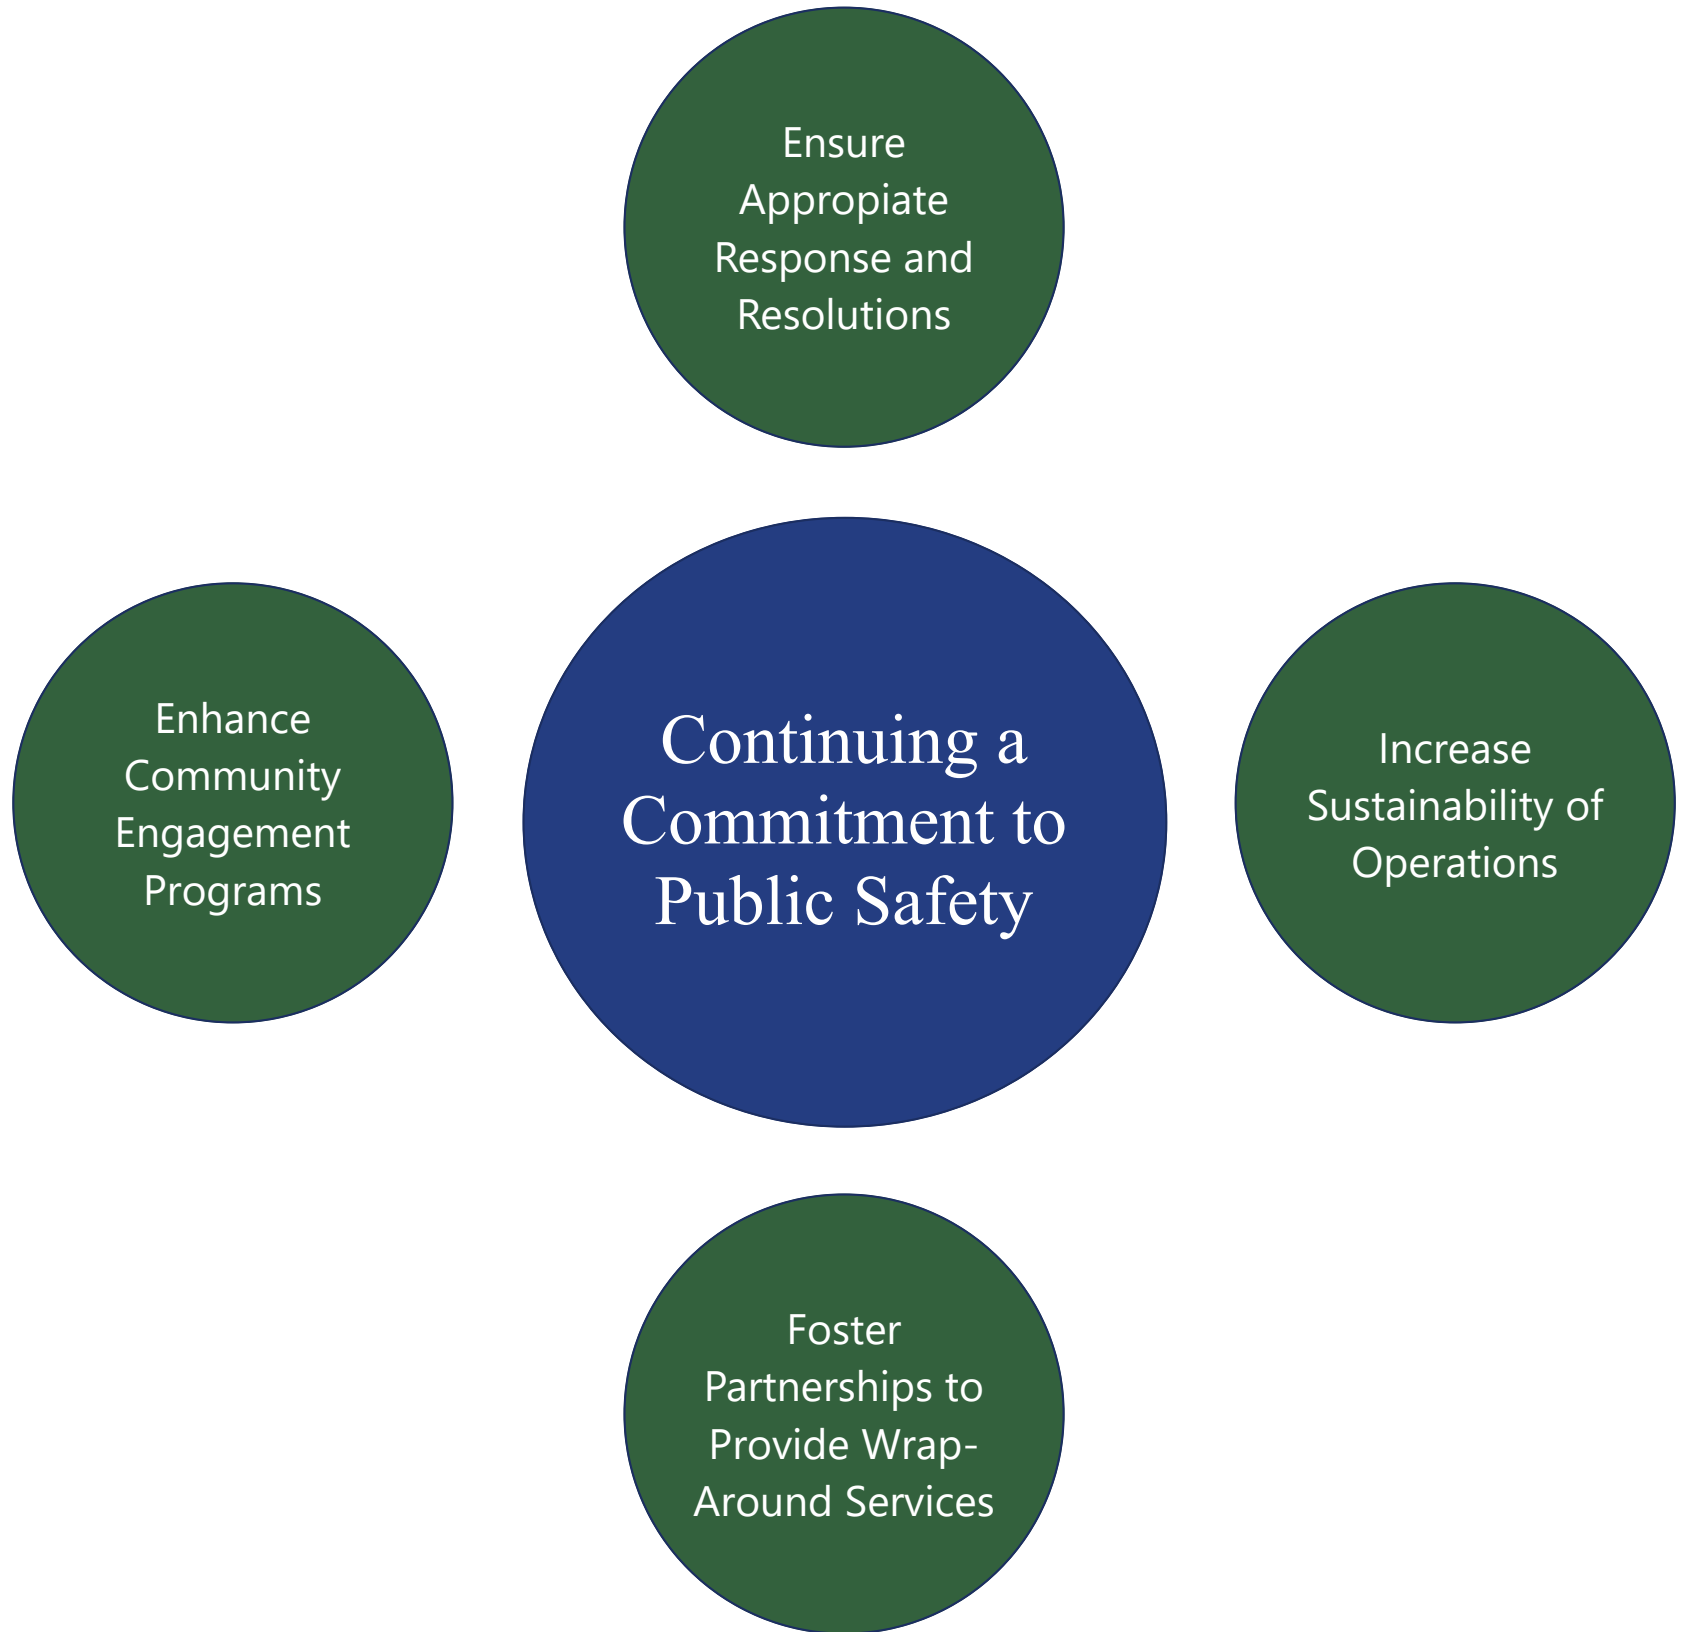 Ensure
Appropiate
Response and
Resolutions
Enhance
Community
Engagement
Programs
Continuing a
Commitment to
Public Safety
Increase
Sustainability of
Operations
Foster
Partnerships to
Provide Wrap-
Around Services